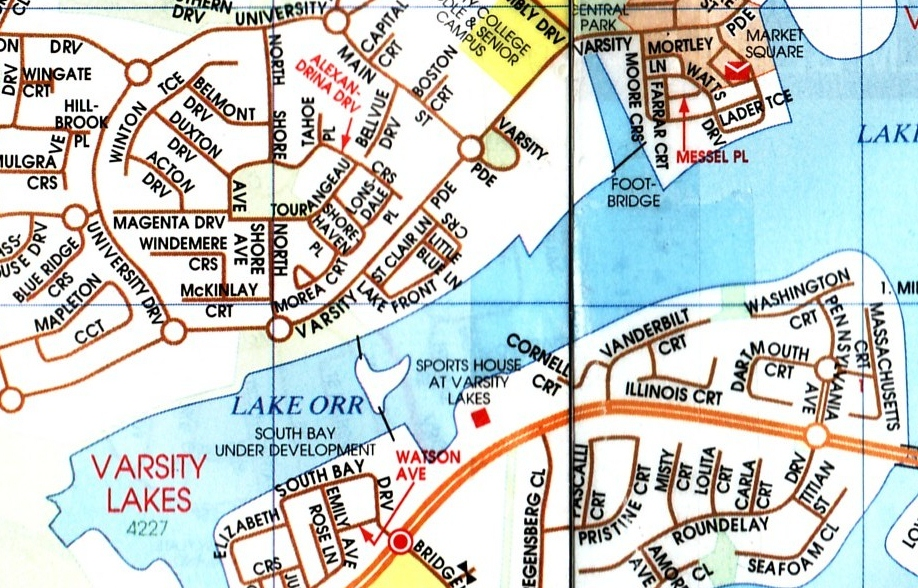 UNIVERSITY
DRV
CAPITAL
CRT
MAIN
ST
BOSTON
CRT
COLLEGE
& SENIOR
CAMPUS
DRV
CENTRAL
PARK
VARSITY
MORTLEY
LN
PDE
MARKET
SQUARE
WATTS
DRV
LADER TCE
MOORE CRS
FARRAR CRT
MESSEL PL
FOOT-
BRIDGE
DRV
DRV
WINGATE
CRT
HILL-
BROOK
PL
CRS
WINTON
TCE
BELMONT
DRV
DUXTON
DRV
ACTON
DRV
NORTH
SHORE
AVE
ALEXAN-
DRINA DRV
TAHOE
PL
BELLVUE
DRV
VARSITY
PDE
TOURANGEAU
CRS
LONS-
DALE
PL
SHORE
HAVEN
PL
MAGENTA DRV
WINDEMERE
CRS
NORTH
SHORE
AVE
McKINLAY
CRT
MOREA CRT
VARSITY
PDE
ST CLAIR LN
LITTLE
BLUE LN
CRS
LAKE
FRONT
BLUE RIDGE
CRS
UNIVERSITY DRV
MAPLETON
CCT
LAKE ORR
SOUTH BAY
UNDER DEVELOPMENT
SPORTS HOUSE
AT VARSITY
LAKES
CORNELL
CRT
VANDERBILT
CRT
ILLINOIS CRT
WASHINGTON
CRT
DARTMOUTH
CRT
PENNSYLVANIA
AVE
MASSACHUSETTS
CRT
VARSITY
LAKES
4227
SOUTH BAY
DRV
WATSON
AVE
ELIZABETH
CRS
EMILY
AVE
ROSE LN
BRIDGE
CRT
PRISTINE CRT
MISTY
CRT
LOLITA
CRT
CARLA
CRT
ROUNDELAY
DRV
TITIAN
ST
SEAFOAM CL
AVE